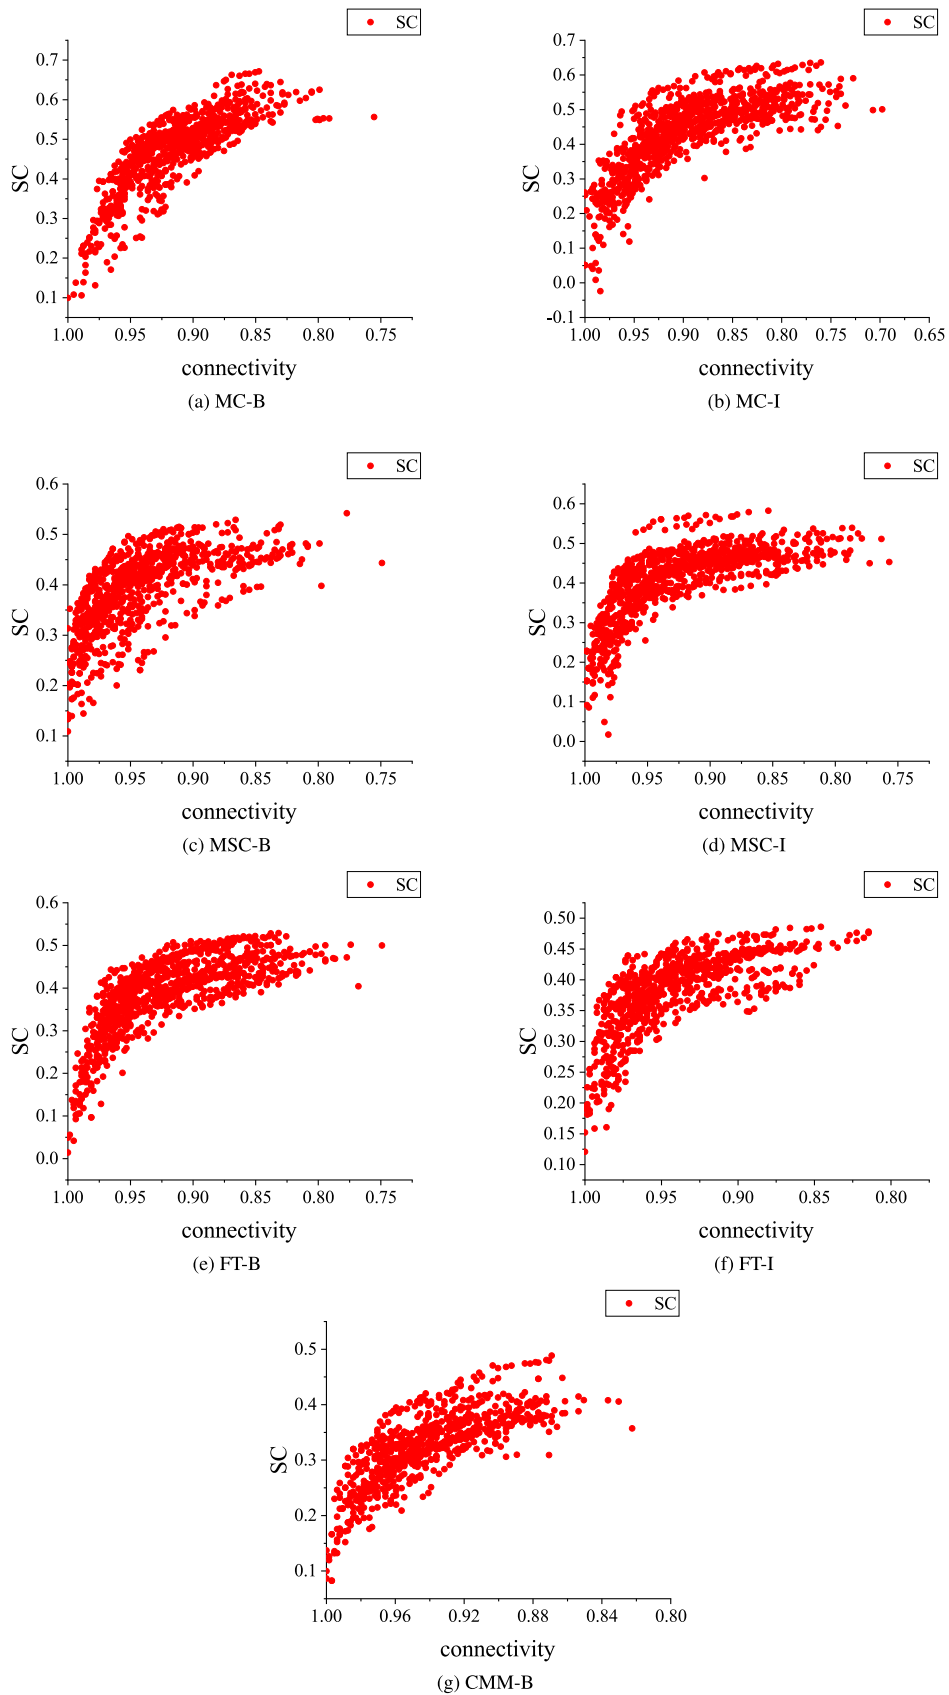 SC
SC
0.7
0.6
0.5
0.4
0.3
0.2
0.1
SC
1.00 0.95 0.90 0.85 0.80 0.75
connectivity
(a) MC-B
0.7
0.6
0.5
0.4
0.3
0.2
0.1
0.0
-0.1
SC
1.00 0.95 0.90 0.85 0.80 0.75 0.70 0.65
connectivity
(b) MC-I
SC
SC
0.6
0.5
0.4
0.3
0.2
0.1
SC
1.00 0.95 0.90 0.85 0.80 0.75
connectivity
(c) MSC-B
0.6
0.5
0.4
0.3
0.2
0.1
0.0
SC
1.00 0.95 0.90 0.85 0.80 0.75
connectivity
(d) MSC-I
SC
SC
0.6
0.5
0.4
0.3
0.2
0.1
0.0
SC
1.00 0.95 0.90 0.85 0.80 0.75
connectivity
(e) FT-B
0.50
0.45
0.40
0.35
0.30
0.25
0.20
0.15
0.10
SC
1.00 0.95 0.90 0.85 0.80
connectivity
(f) FT-I
SC
0.5
0.4
0.3
0.2
0.1
SC
1.00 0.96 0.92 0.88 0.84 0.80
connectivity
(g) CMM-B